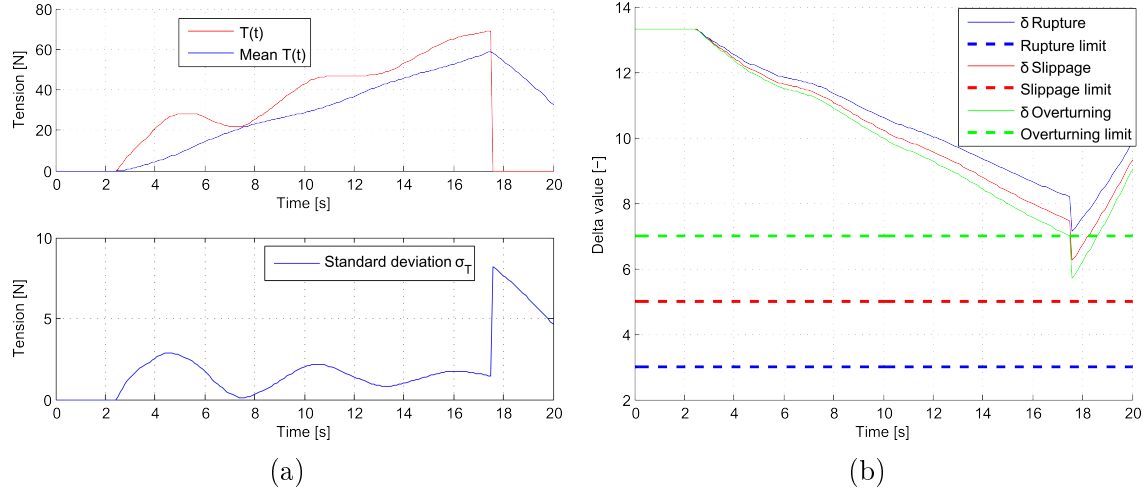 80
60
40
20
0
Tension [N]
T(t)
Mean T(t)
0 2 4 6 8 10 12 14 16 18 20
Time [s]
10
5
0
Tension [N]
Standard deviation σT
0 2 4 6 8 10 12 14 16 18 20
Time [s]
(a)
14
12
10
8
6
4
2
Delta value [−]
δ Rupture
Rupture limit
δ Slippage
Slippage limit
δ Overturning
Overturning limit
0 2 4 6 8 10 12 14 16 18 20
Time [s]
(b)